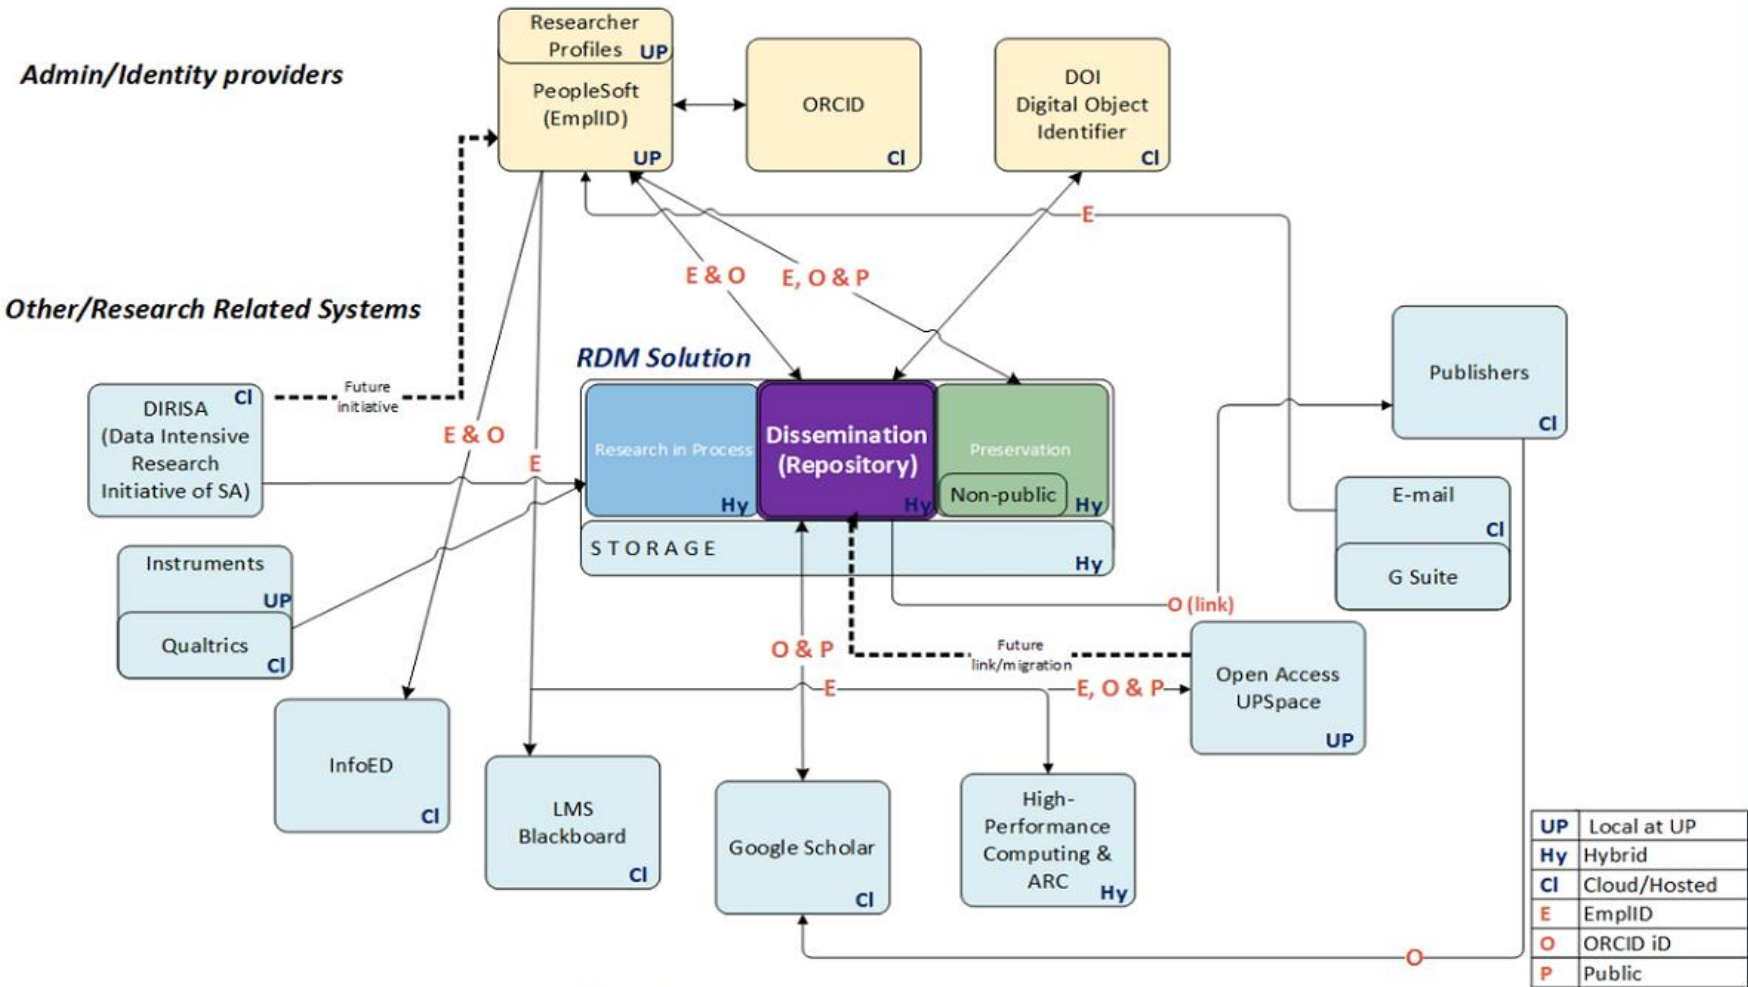 Researcher
Profiles UP
Admin/Identity providers
PeopleSoft
(EmplID)
UP
ORCID
Cl
DOI
Digital Object
Identifier
Cl
E
E & O
E, O & P
Other/Research Related Systems
RDM Solution
Publishers
Cl
DIRISA
Cl
(Data Intensive
Research
Initiative of SA)
Future
initiative
E & O
E
Research in Process
Hy
Dissemination
(Repository)
Hy
Preservation
Non-public
Hy
STORAGE
Hy
E-mail
Cl
G Suite
Instruments
UP
Qualtrics
Cl
O (link)
O & P
Future
link/migration
E
E, O & P
Open Access
UPSpace
UP
InfoED
Cl
LMS
Blackboard
Cl
Google Scholar
Cl
High-
Performance
Computing &
ARC
Hy
O
UP Local at UP
Hy Hybrid
Cl Cloud/Hosted
E EmplID
O ORCID iD
P Public